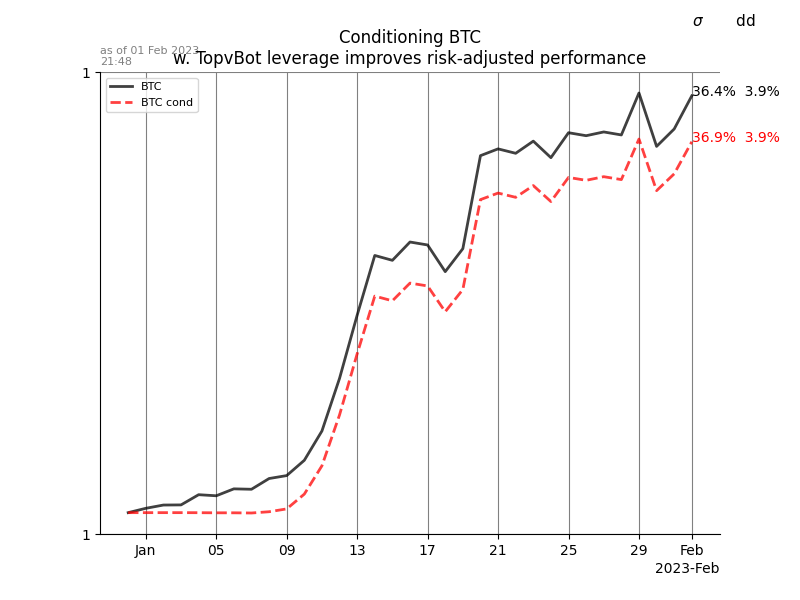 σ dd
Conditioning BTC
w. TopvBot leverage improves risk-adjusted performance
as of 01 Feb 2023
21:48
1
BTC
BTC cond
36.4% 3.9%
36.9% 3.9%
1
Jan 05 09 13 17 21 25 29 Feb
2023-Feb